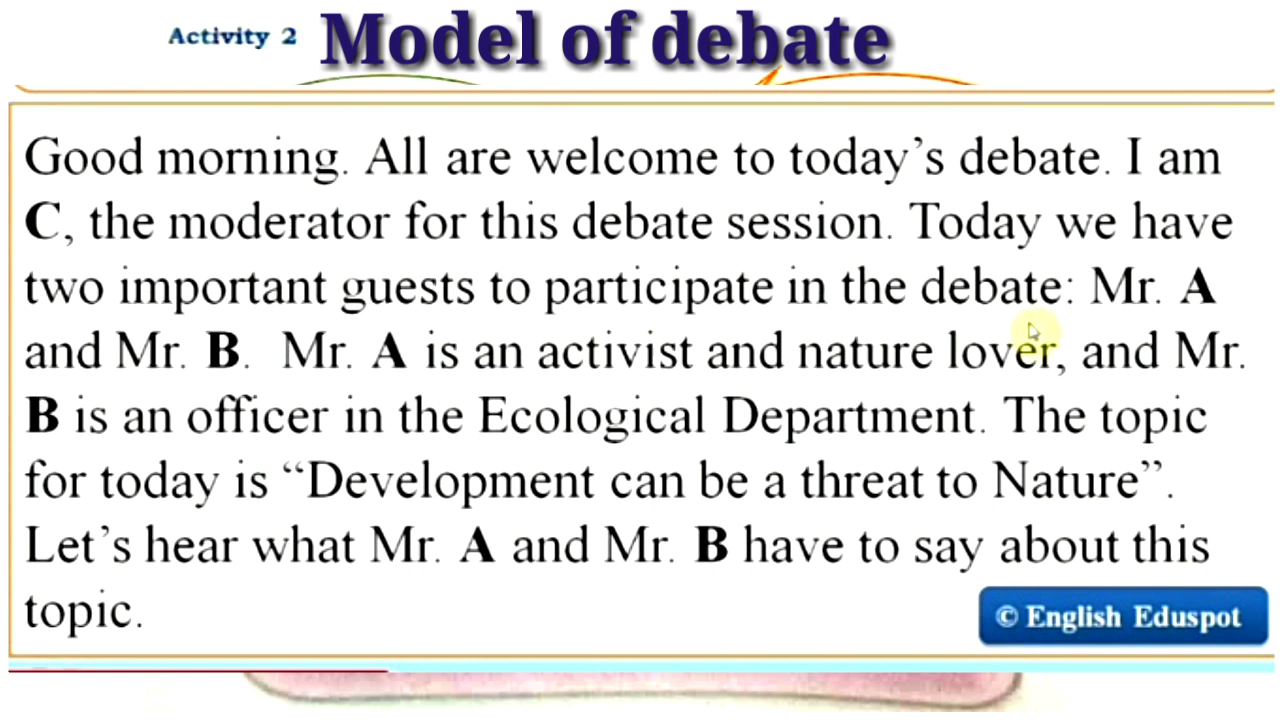 Activity 2 Model of debate
Good morning. All are welcome to today’s debate. I am
C, the moderator for this debate session. Today we have
two important guests to participate in the debate: Mr. A
and Mr. B. Mr. A is an activist and nature lover, and Mr.
B is an officer in the Ecological Department. The topic
for today is “Development can be a threat to Nature”.
Let’s hear what Mr. A and Mr. B have to say about this
topic.
© English Eduspot